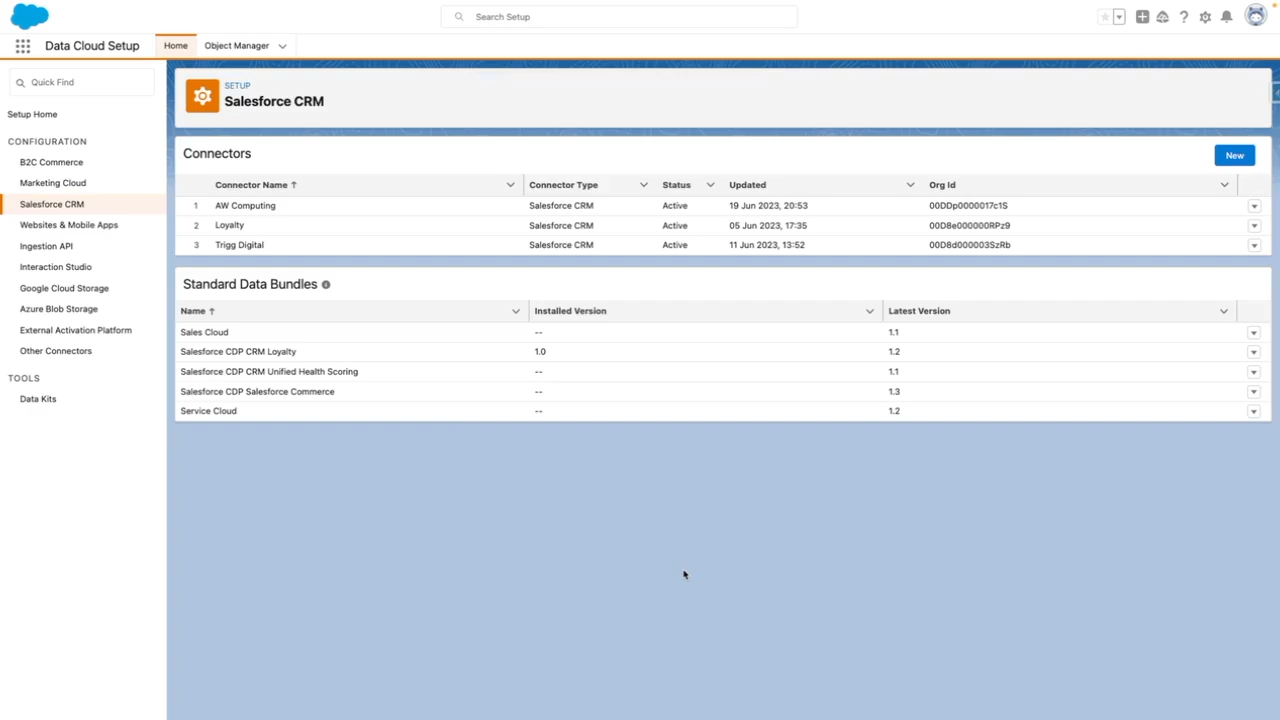 Search Setup
Data Cloud Setup
Home
Object Manager
Quick Find
Setup Home
CONFIGURATION
B2C Commerce
Marketing Cloud
Salesforce CRM
Websites & Mobile Apps
Ingestion API
Interaction Studio
Google Cloud Storage
Azure Blob Storage
External Activation Platform
Other Connectors
TOOLS
Data Kits
SETUP
Salesforce CRM
Connectors
New
Connector Name ↑ Connector Type Status Updated Org Id
1 AW Computing Salesforce CRM Active 19 Jun 2023, 20:53 00DDp0000017c1S
2 Loyalty Salesforce CRM Active 05 Jun 2023, 17:35 00D8e000000RPz9
3 Trigg Digital Salesforce CRM Active 11 Jun 2023, 13:52 00D8d000003SzRb
Standard Data Bundles
Name ↑ Installed Version Latest Version
Sales Cloud -- 1.1
Salesforce CDP CRM Loyalty 1.0 1.2
Salesforce CDP CRM Unified Health Scoring -- 1.1
Salesforce CDP Salesforce Commerce -- 1.3
Service Cloud -- 1.2